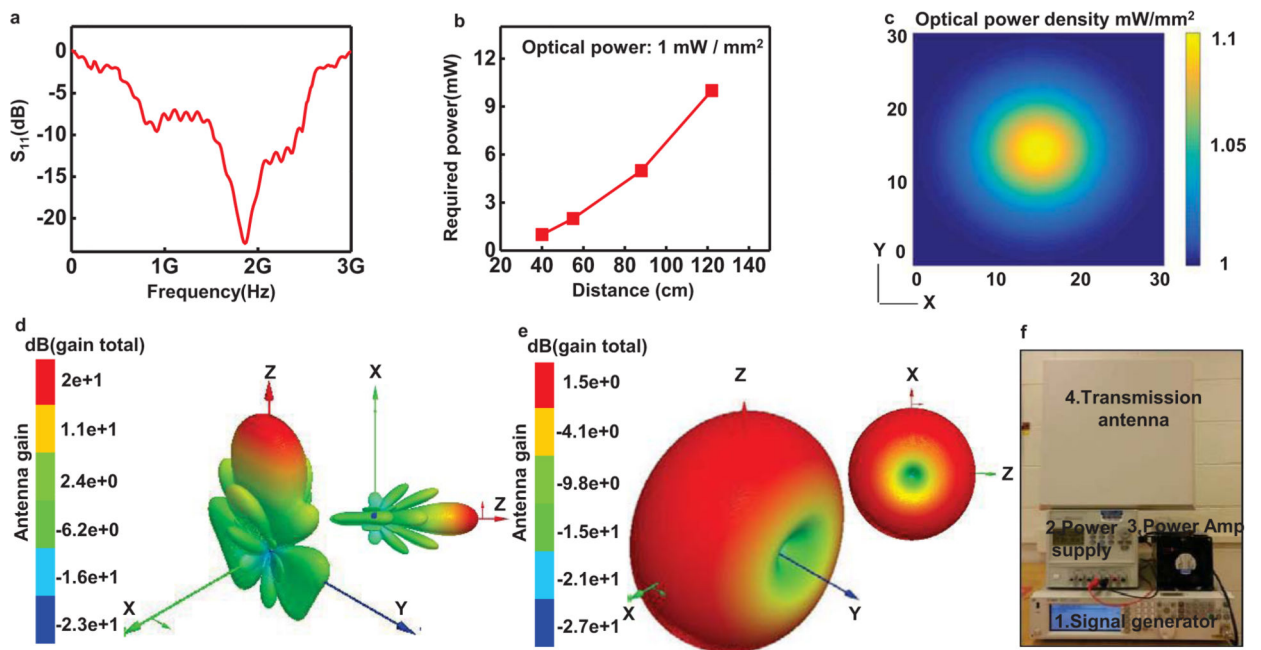 a
0
-5
-10
-15
-20
S11(dB)
0
1G
2G
3G
Frequency(Hz)
b
Optical power: 1 mW / mm2
12
9
6
3
0
Required power(mW)
20
40
60
80
100
120
140
Distance (cm)
c
Optical power density mW/mm2
30
20
10
0
0
10
20
30
Y
X
1.1
1.05
1
d
dB(gain total)
Antenna gain
2e+1
1.1e+1
2.4e+0
-6.2e+0
-1.6e+1
-2.3e+1
Z
X
Y
X
Z
e
dB(gain total)
Antenna gain
1.5e+0
-4.1e+0
-9.8e+0
-1.5e+1
-2.1e+1
-2.7e+1
Z
X
Y
X
Z
f
4.Transmission
antenna
2.Power
supply
3.Power Amp
1.Signal generator